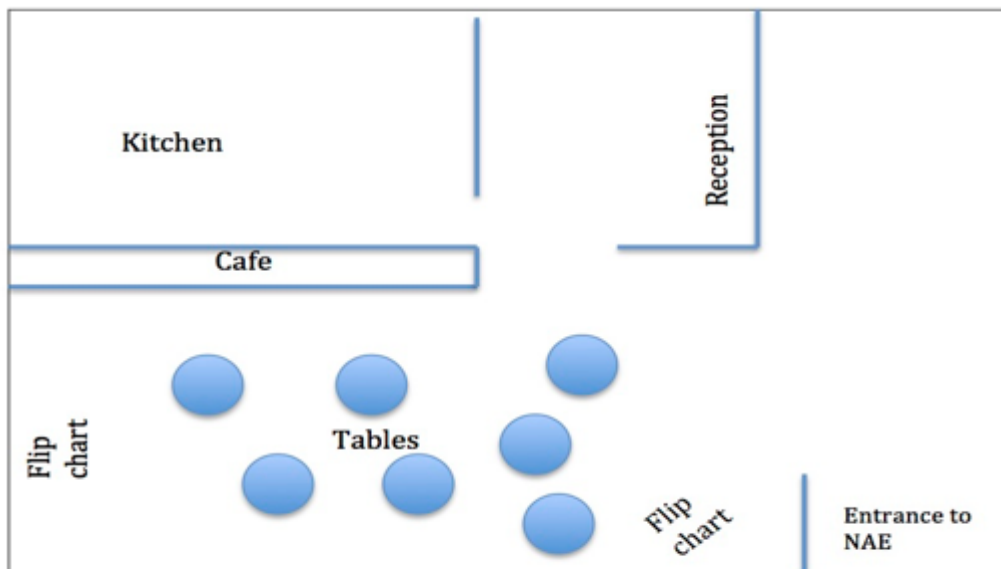 Kitchen
Reception
Cafe
Flip
chart
Tables
Flip
chart
Entrance to
NAE